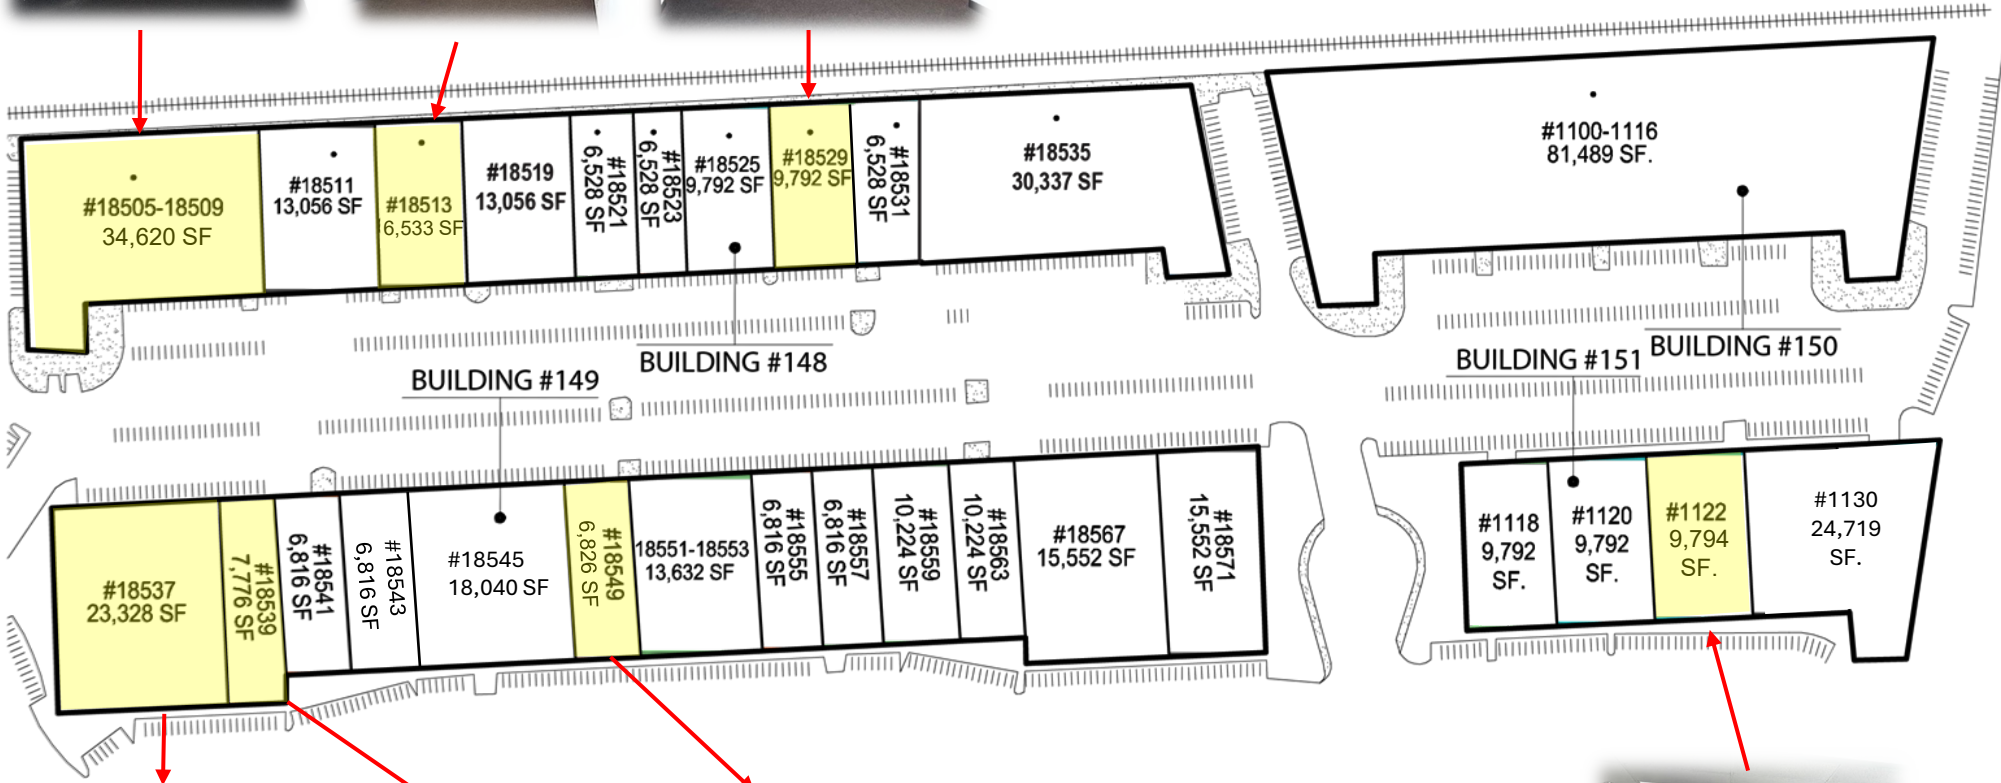 #18505-18509
34,620 SF
#18511
13,056 SF
#18513
6,533 SF
#18519
13,056 SF
#18521
6,528 SF
#18523
6,528 SF
#18525
9,792 SF
#18529
9,792 SF
#18531
6,528 SF
#18535
30,337 SF
#1100-1116
81,489 SF.
BUILDING #148
BUILDING #150
BUILDING #149
BUILDING #151
#18537
23,328 SF
#18539
7,776 SF
#18541
6,816 SF
#18543
6,816 SF
#18545
18,040 SF
#18549
6,826 SF
18551-18553
13,632 SF
#18555
6,816 SF
#18557
6,816 SF
#18559
10,224 SF
#18563
10,224 SF
#18567
15,552 SF
#18571
15,552 SF
#1118
9,792
SF.
#1120
9,792
SF.
#1122
9,794
SF.
#1130
24,719
SF.